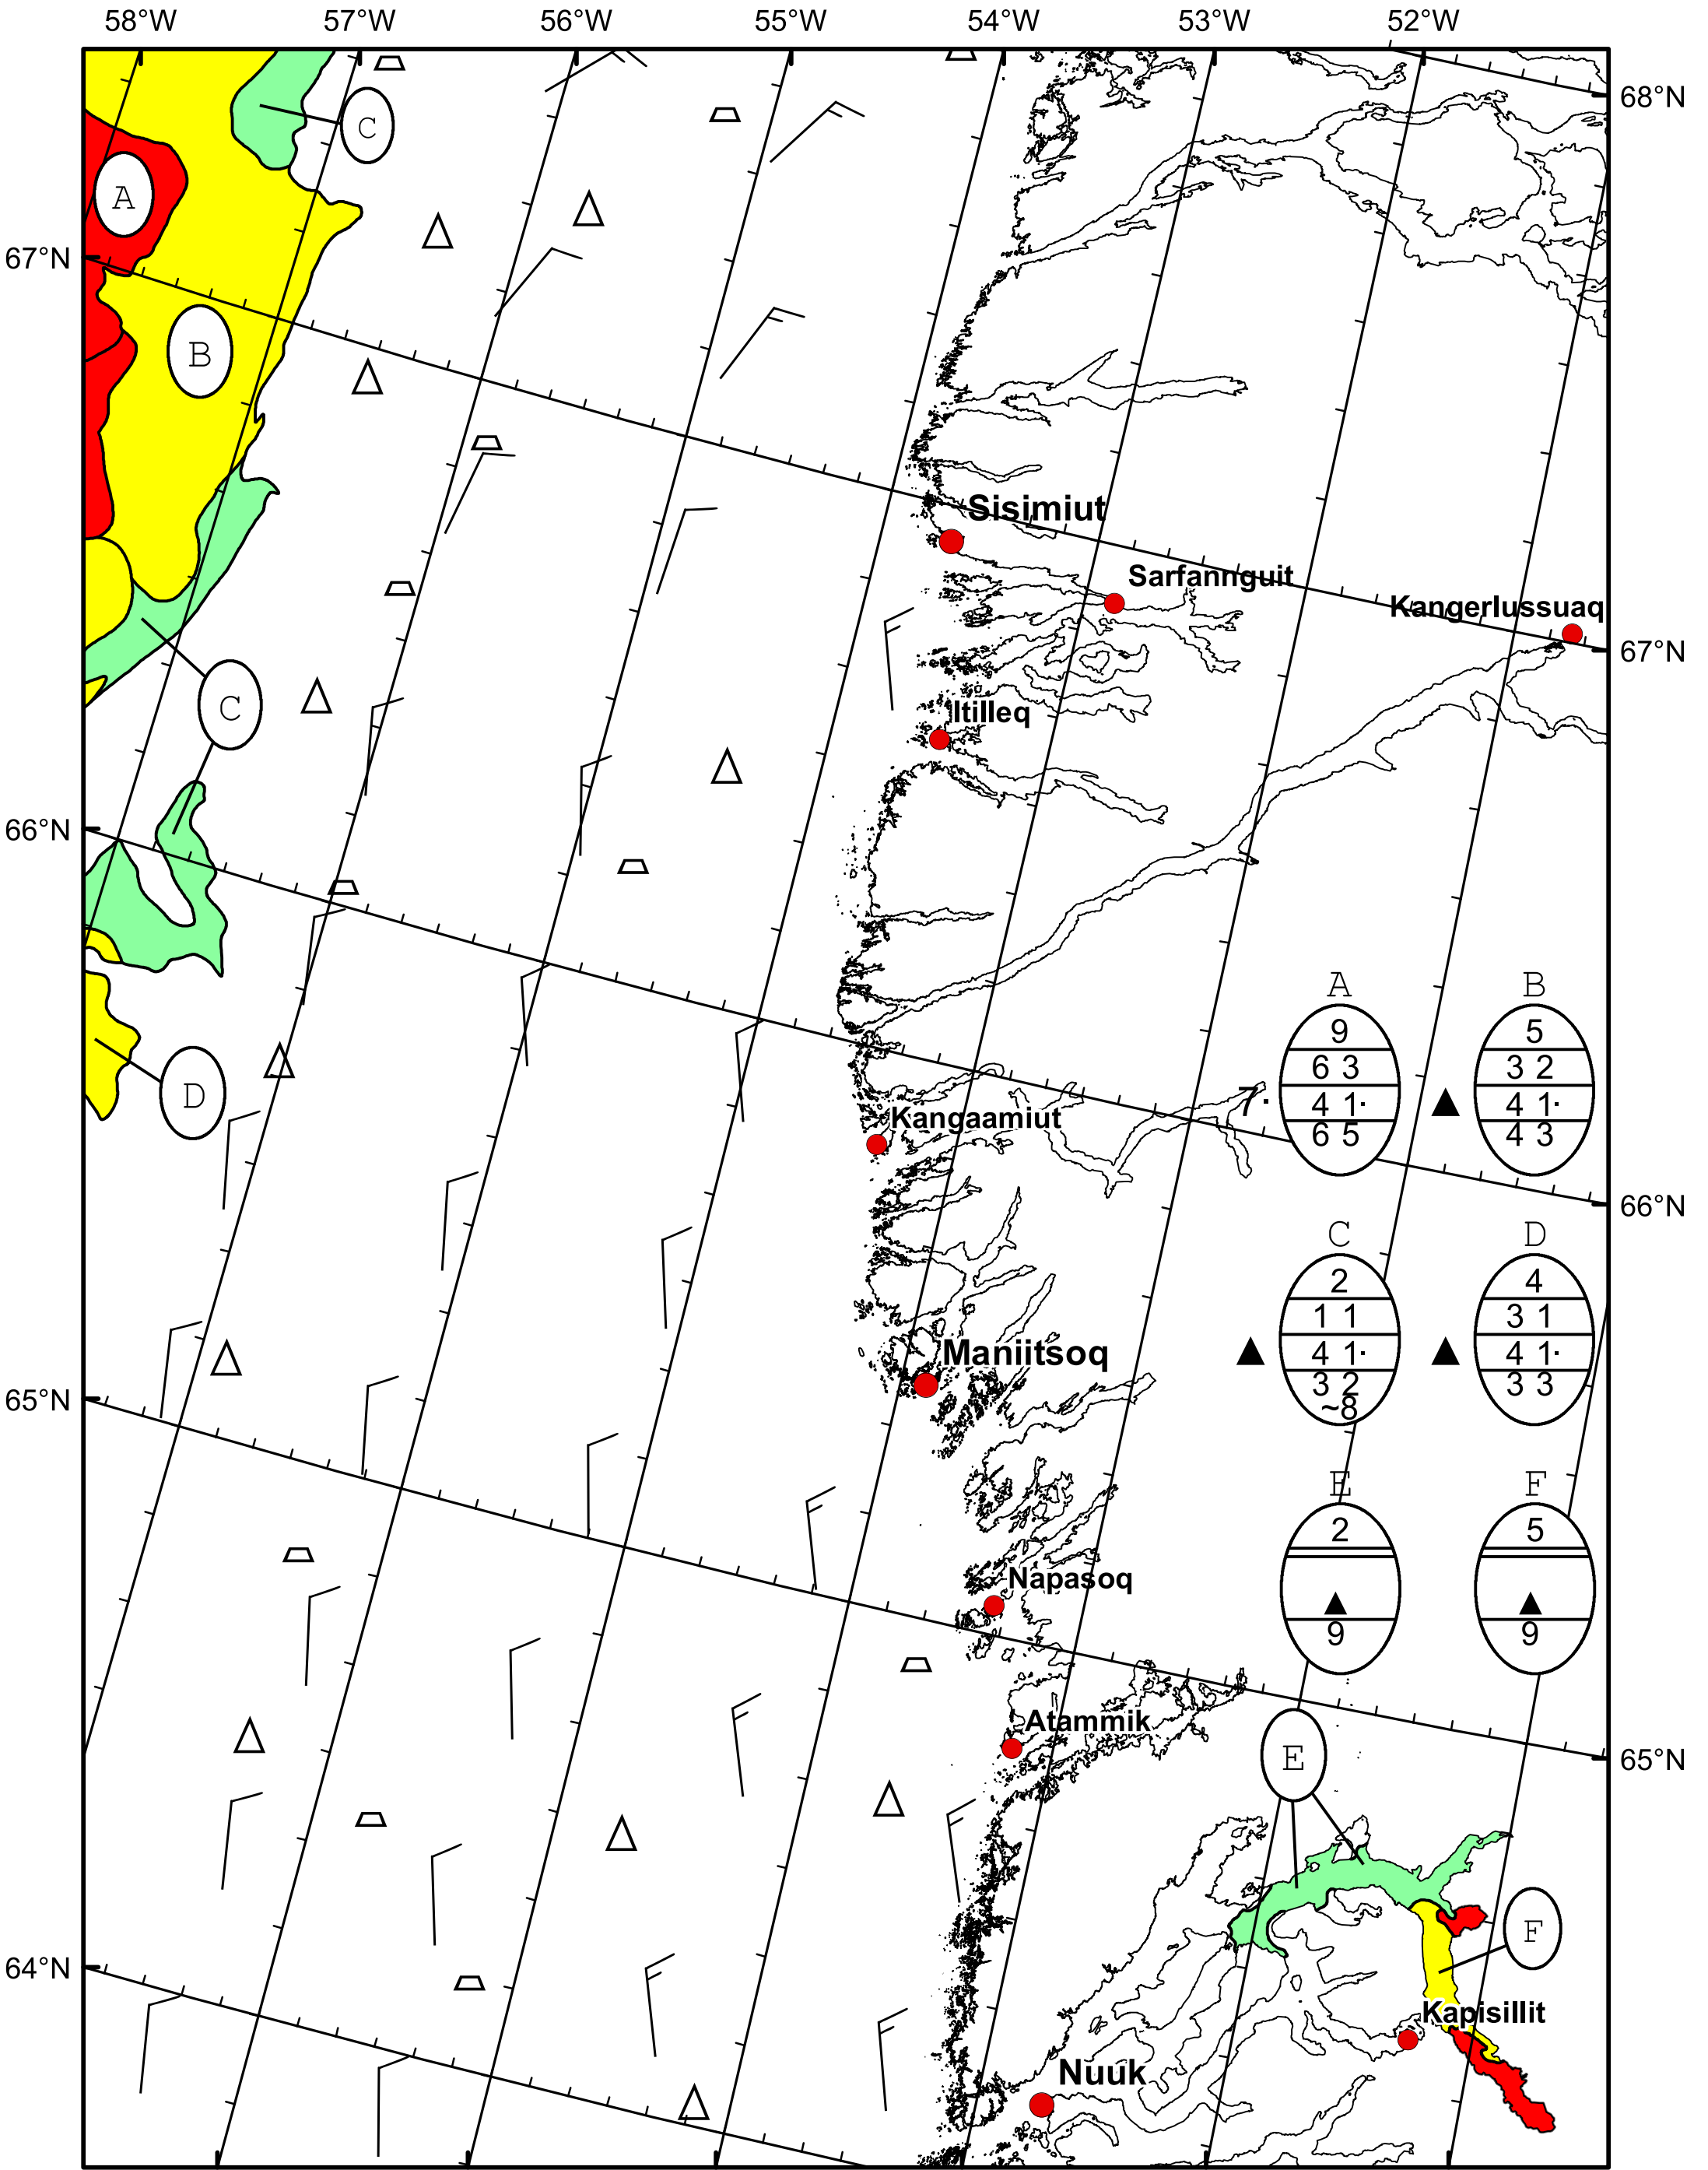 58°W 57°W 56°W 55°W 54°W 53°W 52°W
68°N
C
A
67°N
B
Sisimiut
Sarfannguit
Kangerlussuaq
67°N
C
Itilleq
66°N
A B
9 5
6 3 3 2
7· 4 1· ▲ 4 1·
6 5 4 3
D
Kangaamiut
66°N
C D
2 4
1 1 3 1
▲ 4 1· ▲ 4 1·
3 2 3 3
~8
Maniitsoq
65°N
E F
2 5
▲ ▲
9 9
Napasoq
Atammik
65°N
E
F
64°N
Kapisillit
Nuuk